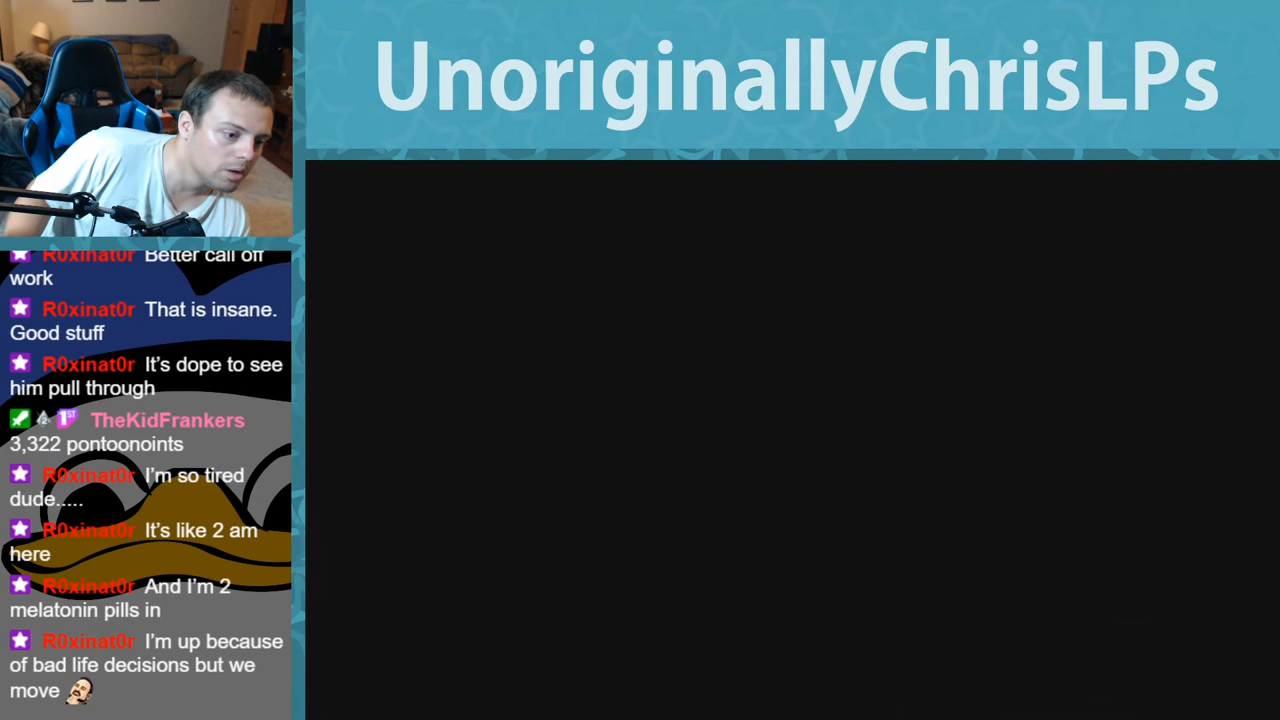 UnoriginallyChrisLPs
R0xinat0r Better call off
work
R0xinat0r That is insane.
Good stuff
R0xinat0r It's dope to see
him pull through
1ST TheKidFrankers
3,322 pontoonoints
R0xinat0r I'm so tired
dude.....
R0xinat0r It's like 2 am
here
R0xinat0r And I'm 2
melatonin pills in
R0xinat0r I'm up because
of bad life decisions but we
move